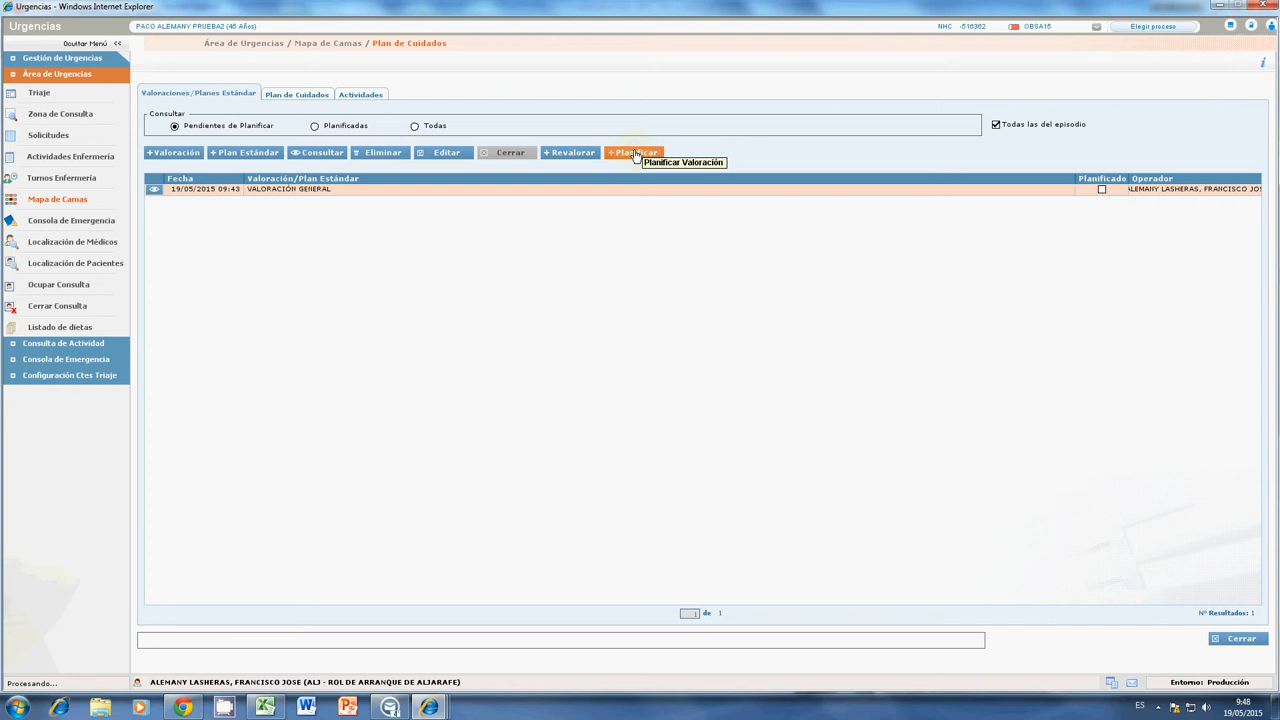 Urgencias - Windows Internet Explorer
Urgencias
PACO ALEMANY PRUEBA2 (45 Años)
NHC -516362
OBSA15
Elegir proceso
Ocultar Menú <<
Área de Urgencias / Mapa de Camas / Plan de Cuidados
Gestión de Urgencias
Área de Urgencias
Triaje
Zona de Consulta
Solicitudes
Actividades Enfermería
Turnos Enfermería
Mapa de Camas
Consola de Emergencia
Localización de Médicos
Localización de Pacientes
Ocupar Consulta
Cerrar Consulta
Listado de dietas
Consulta de Actividad
Consola de Emergencia
Configuración Ctes Triaje
Valoraciones/Planes Estándar Plan de Cuidados Actividades
Consultar
Pendientes de Planificar Planificadas Todas
Todas las del episodio
+Valoración +Plan Estándar Consultar Eliminar Editar Cerrar +Revalorar +Planificar
Planificar Valoración
Fecha Valoración/Plan Estándar Planificado Operador
19/05/2015 09:43 VALORACIÓN GENERAL ALEMANY LASHERAS, FRANCISCO JOS
1 de 1
Nº Resultados: 1
Cerrar
Procesando...
ALEMANY LASHERAS, FRANCISCO JOSE (ALJ - ROL DE ARRANQUE DE ALJARAFE)
Entorno: Producción
ES
9:48
19/05/2015